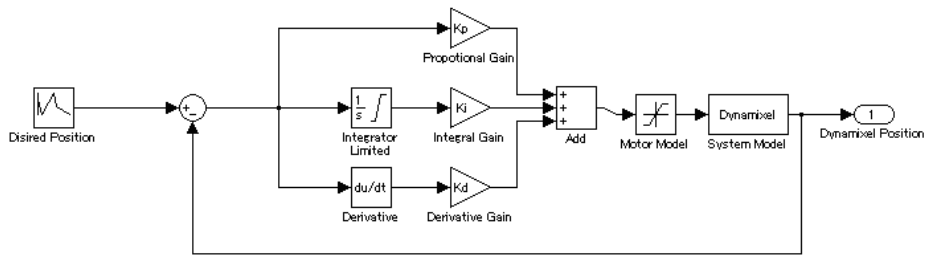 Kp
Propotional Gain
Disired Position
+
−
1
s
Integrator
Limited
Ki
Integral Gain
+
+
+
Add
Motor Model
Dynamixel
System Model
1
Dynamixel Position
du/dt
Derivative
Kd
Derivative Gain